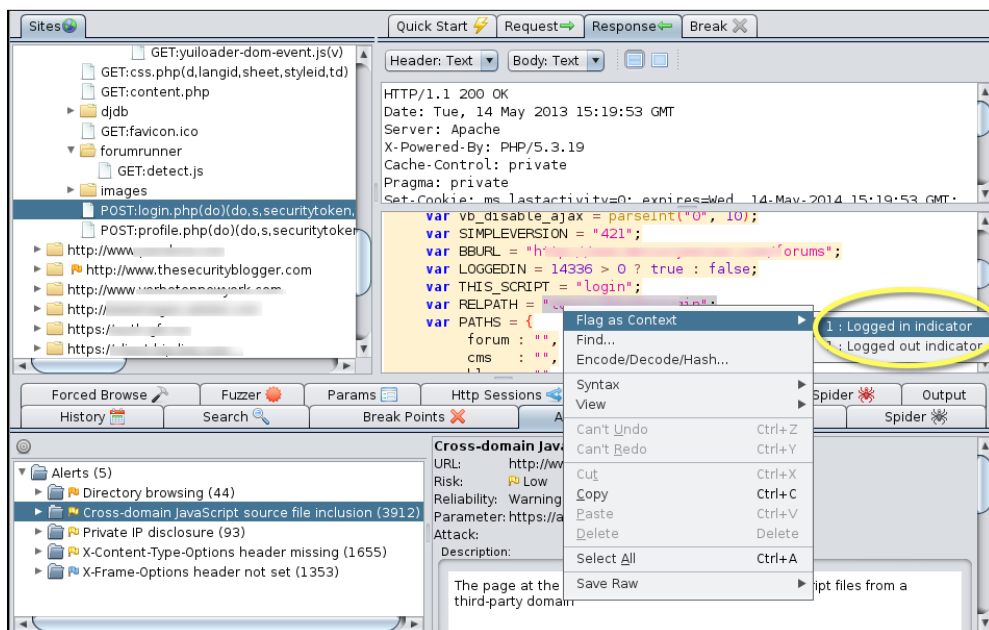 Sites
Quick Start Request Response Break
GET:yuiloader-dom-event.js(v)
GET:css.php(d,langid,sheet,styleid,td)
GET:content.php
djdb
GET:favicon.ico
forumrunner
GET:detect.js
images
POST:login.php(do)(do,s,securitytoken,
POST:profile.php(do)(do,s,securitytoken
http://www
http://www.thesecurityblogger.com
http://www
http://
https://
https://
Header: Text Body: Text
HTTP/1.1 200 OK
Date: Tue, 14 May 2013 15:19:53 GMT
Server: Apache
X-Powered-By: PHP/5.3.19
Cache-Control: private
Pragma: private
Set-Cookie: ms_lastactivity=0; expires=Wed, 14-May-2014 15:19:53 GMT;
var vb_disable_ajax = parseInt("0", 10);
var SIMPLEVERSION = "421";
var BBURL = "h forums";
var LOGGEDIN = 14336 > 0 ? true : false;
var THIS_SCRIPT = "login";
var RELPATH =
var PATHS = {
forum : "",
cms : "",
Flag as Context
Find...
Encode/Decode/Hash...
Syntax
View
Can't Undo Ctrl+Z
Can't Redo Ctrl+Y
Cut Ctrl+X
Copy Ctrl+C
Paste Ctrl+V
Delete Delete
Select All Ctrl+A
Save Raw
1 : Logged in indicator
1 : Logged out indicator
Forced Browse Fuzzer Params Http Sessions Spider Output
History Search Break Points A Spider
Alerts (5)
Directory browsing (44)
Cross-domain JavaScript source file inclusion (3912)
Private IP disclosure (93)
X-Content-Type-Options header missing (1655)
X-Frame-Options header not set (1353)
Cross-domain Java
URL: http://ww
Risk: Low
Reliability: Warning
Parameter: https://a
Attack:
Description:
The page at the ript files from a
third-party domain